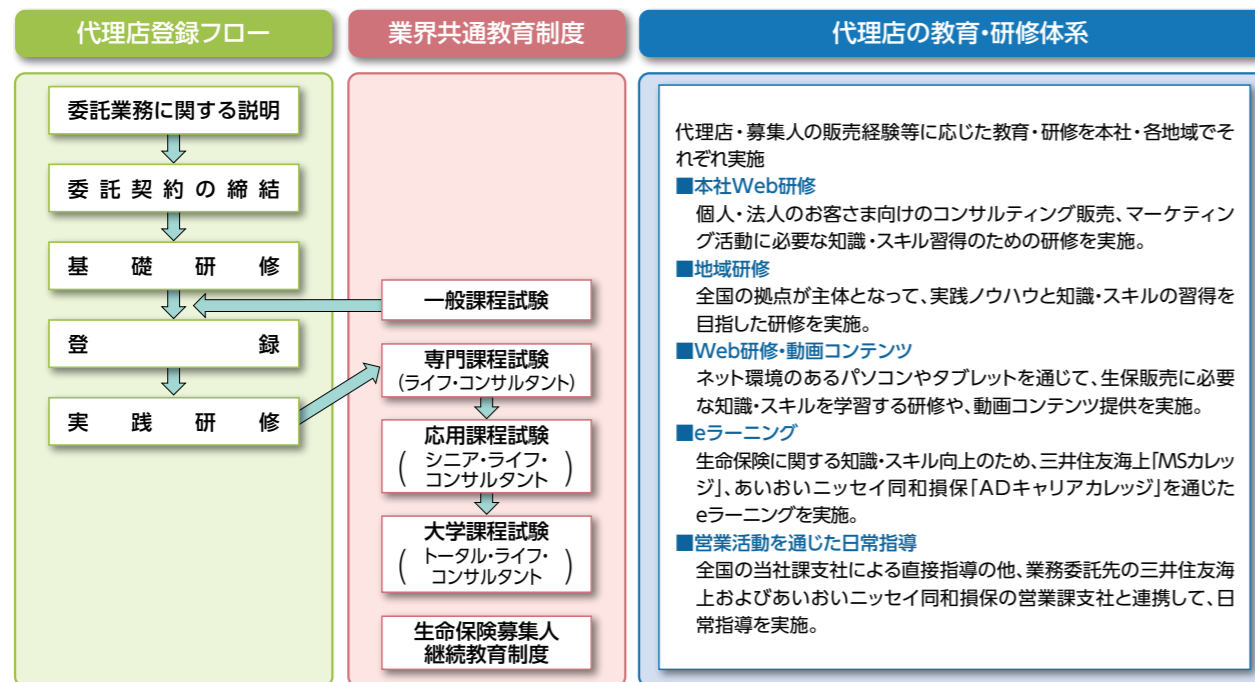 代理店登録フロー
委託業務に関する説明
委託契約の締結
基礎研修
登録
実践研修
業界共通教育制度
一般課程試験
専門課程試験
(ライフ・コンサルタント)
応用課程試験
(シニア・ライフ・
コンサルタント)
大学課程試験
(トータル・ライフ・
コンサルタント)
生命保険募集人
継続教育制度
代理店の教育・研修体系
代理店・募集人の販売経験等に応じた教育・研修を本社・各地域でそ
れぞれ実施
■本社Web研修
個人・法人のお客さま向けのコンサルティング販売、マーケティン
グ活動に必要な知識・スキル習得のための研修を実施。
■地域研修
全国の拠点が主体となって、実践ノウハウと知識・スキルの習得を
目指した研修を実施。
■Web研修・動画コンテンツ
ネット環境のあるパソコンやタブレットを通じて、生保販売に必要
な知識・スキルを学習する研修や、動画コンテンツ提供を実施。
■eラーニング
生命保険に関する知識・スキル向上のため、三井住友海上「MSカレッ
ジ」、あいおいニッセイ同和損保「ADキャリアカレッジ」を通じた
eラーニングを実施。
■営業活動を通じた日常指導
全国の当社課支社による直接指導の他、業務委託先の三井住友海
上およびあいおいニッセイ同和損保の営業課支社と連携して、日
常指導を実施。